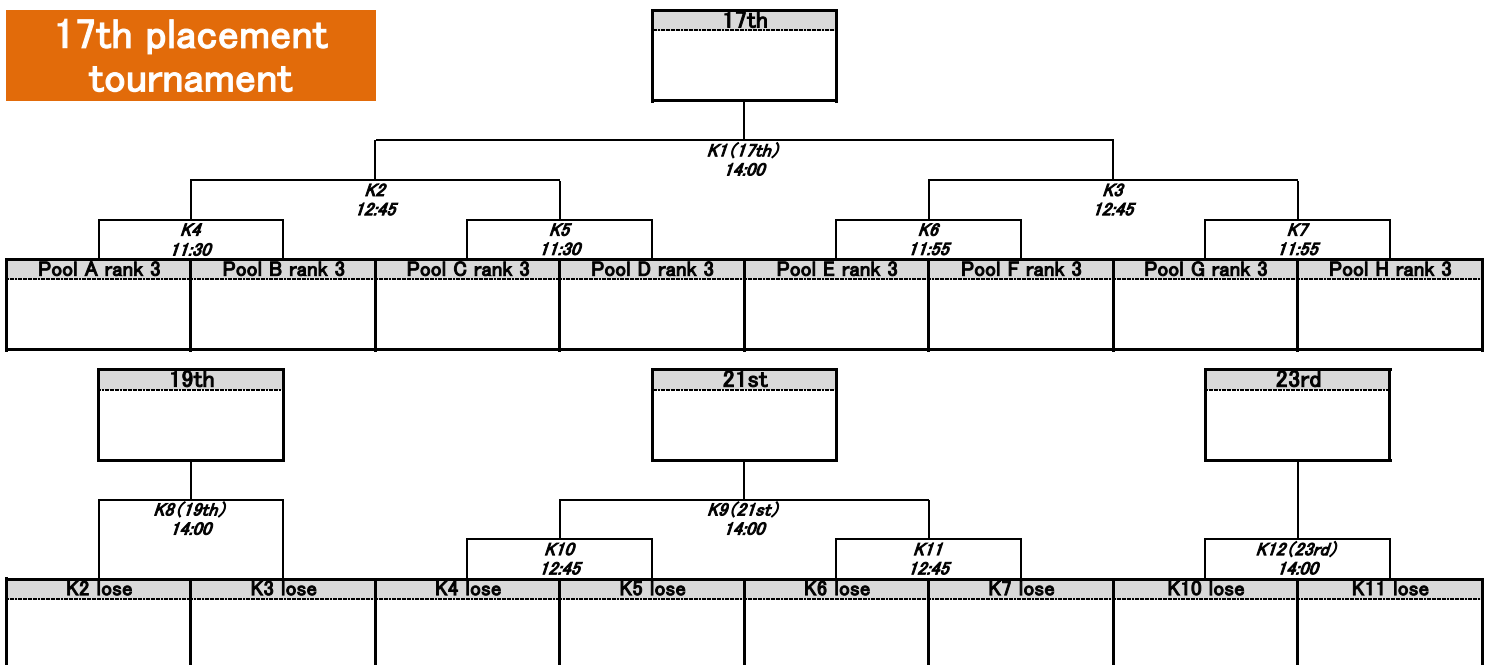 17th placement
tournament
17th
K1(17th)
14:00
K2
12:45
K3
12:45
K4
11:30
K5
11:30
K6
11:55
K7
11:55
Pool A rank 3
Pool B rank 3
Pool C rank 3
Pool D rank 3
Pool E rank 3
Pool F rank 3
Pool G rank 3
Pool H rank 3
19th
21st
23rd
K8(19th)
14:00
K9(21st)
14:00
K10
12:45
K11
12:45
K12(23rd)
14:00
K2 lose
K3 lose
K4 lose
K5 lose
K6 lose
K7 lose
K10 lose
K11 lose